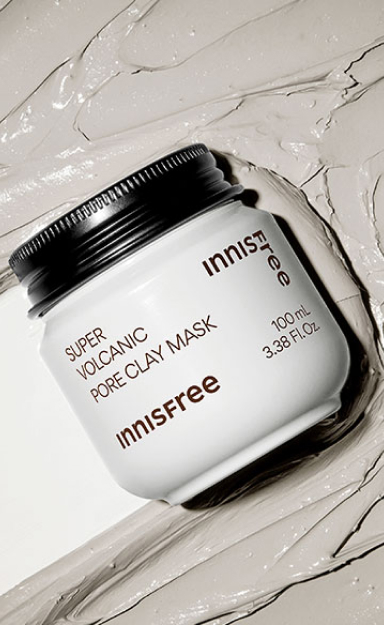 INNISFree
SUPER
VOLCANIC
PORE CLAY MASK
100 mL
3.38 Fl.Oz
INNISFree